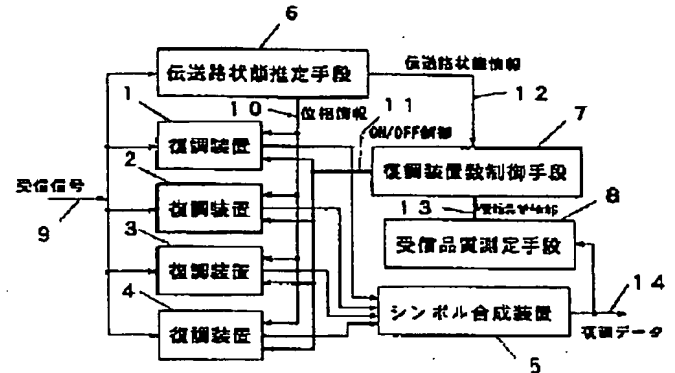 6
伝送路状態推定手段
伝送路状態情報
1
10
位相情報
11
12
ON/OFF制御
7
復調装置
復調装置数制御手段
2
8
受信信号
復調装置
13
9
受信品質測定手段
3
復調装置
14
4
シンボル合成装置
復調装置
復調データ
5